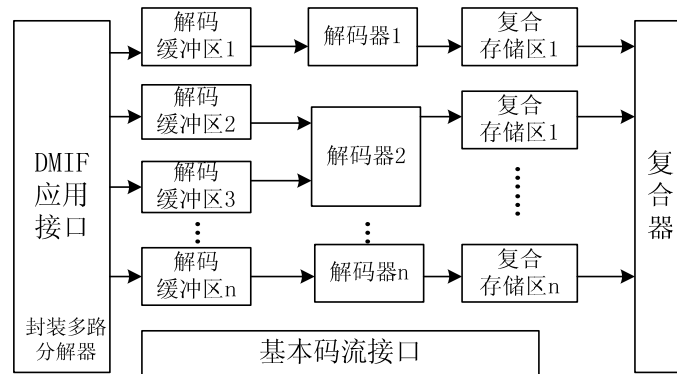 解码
缓冲区1
解码器1
复合
存储区1
解码
缓冲区2
解码器2
复合
存储区1
解码
缓冲区3
DMIF
应用
接口
复合器
解码
缓冲区n
解码器n
复合
存储区n
封装多路
分解器
基本码流接口